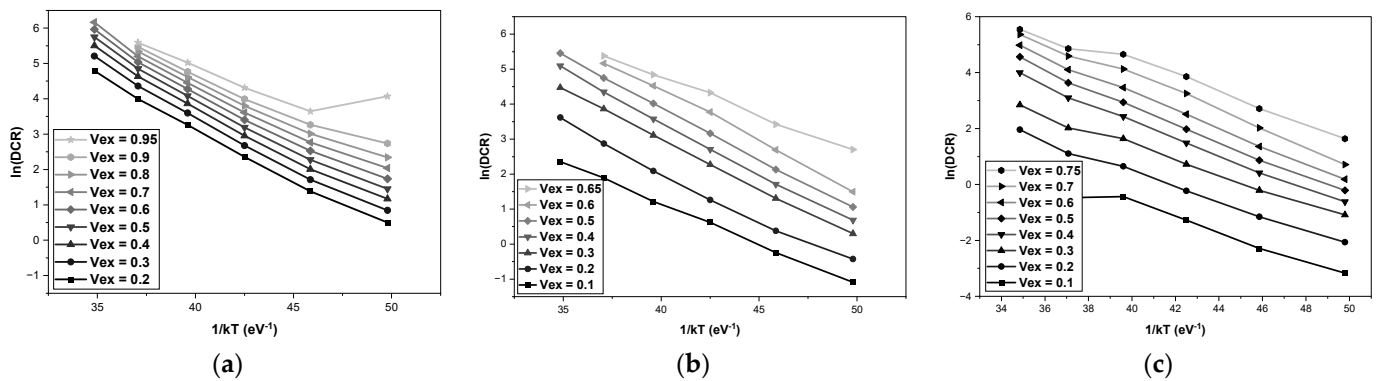 6
5
4
3
2
1
0
−1
ln(DCR)
Vex = 0.95
Vex = 0.9
Vex = 0.8
Vex = 0.7
Vex = 0.6
Vex = 0.5
Vex = 0.4
Vex = 0.3
Vex = 0.2
35 40 45 50
1/kT (eV-1)
(a)
6
5
4
3
2
1
0
−1
ln(DCR)
Vex = 0.65
Vex = 0.6
Vex = 0.5
Vex = 0.4
Vex = 0.3
Vex = 0.2
Vex = 0.1
35 40 45 50
1/kT (eV-1)
(b)
6
4
2
0
−2
−4
ln(DCR)
Vex = 0.75
Vex = 0.7
Vex = 0.6
Vex = 0.5
Vex = 0.4
Vex = 0.3
Vex = 0.2
Vex = 0.1
34 36 38 40 42 44 46 48 50
1/kT (eV-1)
(c)